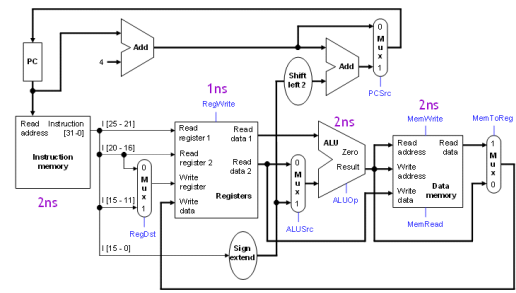 0
M
u
x
1
PCSrc
Add
4
PC
Add
Shift
left 2
1ns
RegWrite
2ns
2ns
MemWrite
MemToReg
Read Instruction
address [31-0]
Instruction
memory
2ns
I [25 - 21]
I [20 - 16]
I [15 - 11]
I [15 - 0]
0
M
u
x
1
RegDst
Read Read
register 1 data 1
Read Read
register 2 data 2
Write
register
Write Registers
data
Sign
extend
0
M
u
x
1
ALUSrc
ALU
Zero
Result
ALUOp
Read Read
address data
Write
address
Write Data
data memory
MemRead
1
M
u
x
0